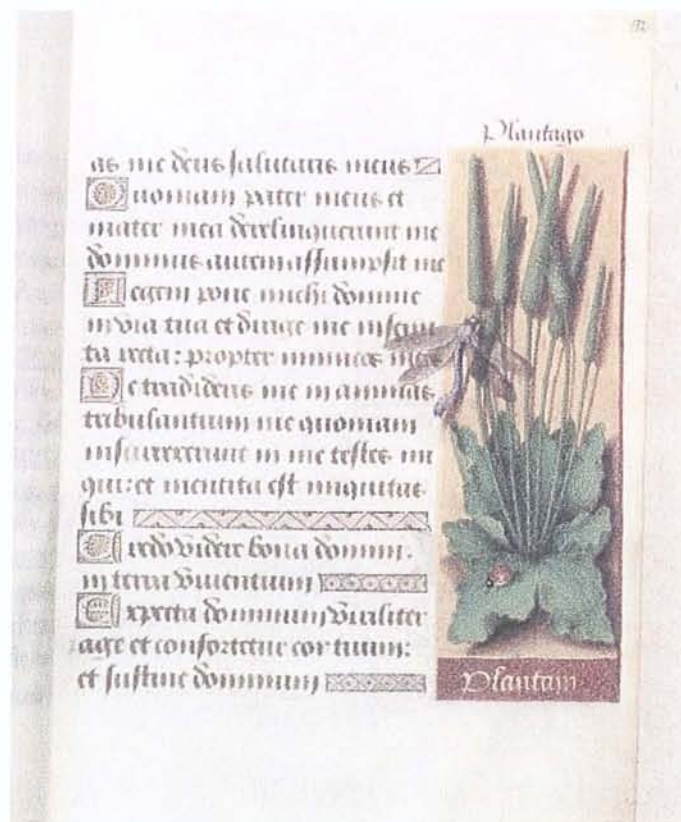 Plantago
as me deus salutaris meus
Quoniam pater meus et
mater mea dereliquerunt me
dominus autem assumpsit me
Legem pone michi domine
in via tua et dirige me in semi
ta recta: propter inimicos meos
Ne tradideris me in animas
tribulantium me quoniam
insurrexerunt in me testes ini
qui: et mentita est iniquitas
sibi
Credo videre bona domini.
in terra viventium
Expecta dominum viriliter
age et confortetur cor tuum:
et sustine dominum
Plantain